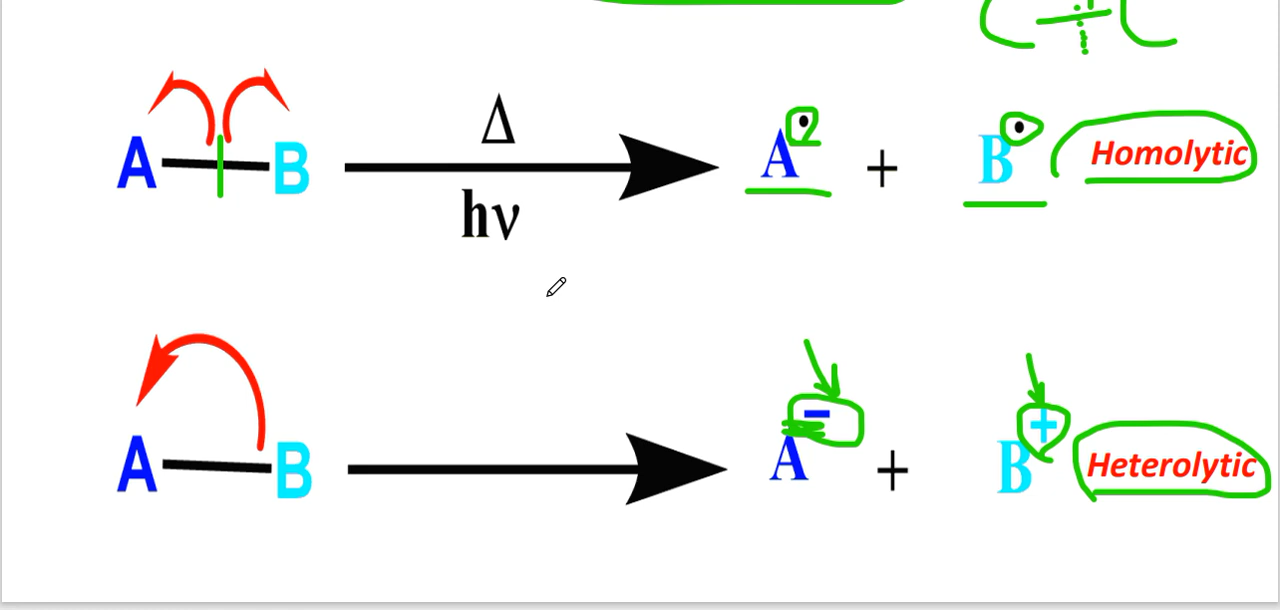 A B Δ A• + B• Homolytic
hν
A B A⁻ + B⁺ Heterolytic